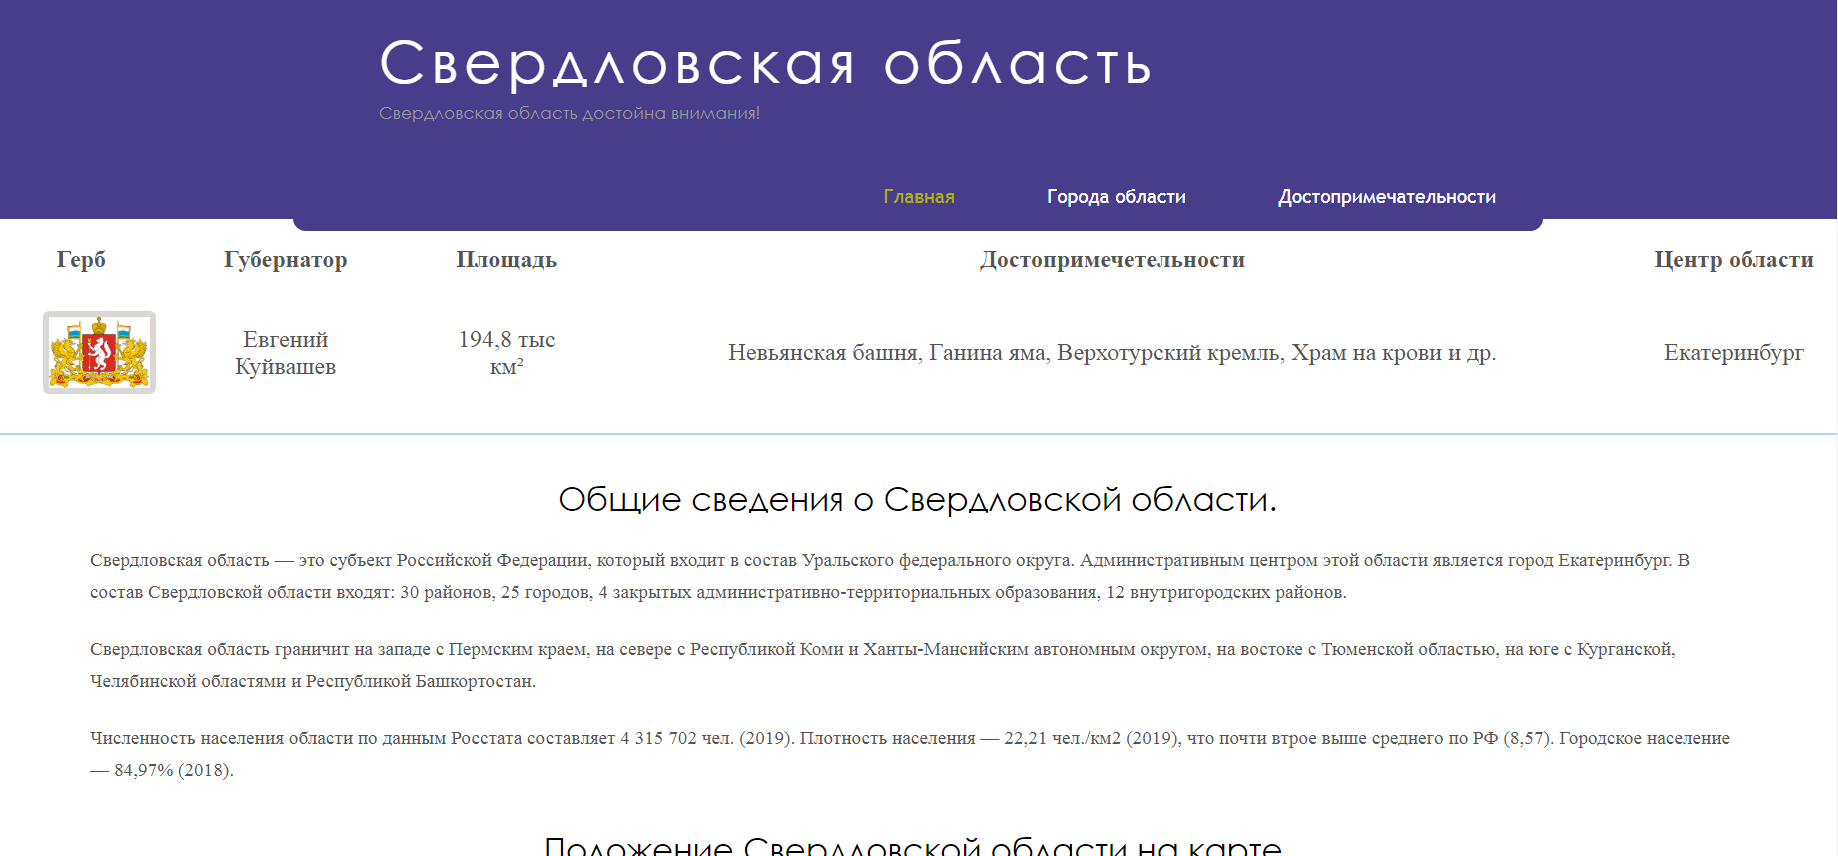 Свердловская область
Свердловская область достойна внимания!
Главная Города области Достопримечательности
Герб Губернатор Площадь Достопримечетельности Центр области
Евгений Куйвашев 194,8 тыс км² Невьянская башня, Ганина яма, Верхотурский кремль, Храм на крови и др. Екатеринбург
Общие сведения о Свердловской области.
Свердловская область — это субъект Российской Федерации, который входит в состав Уральского федерального округа. Административным центром этой области является город Екатеринбург. В
состав Свердловской области входят: 30 районов, 25 городов, 4 закрытых административно-территориальных образования, 12 внутригородских районов.
Свердловская область граничит на западе с Пермским краем, на севере с Республикой Коми и Ханты-Мансийским автономным округом, на востоке с Тюменской областью, на юге с Курганской,
Челябинской областями и Республикой Башкортостан.
Численность населения области по данным Росстата составляет 4 315 702 чел. (2019). Плотность населения — 22,21 чел./км2 (2019), что почти втрое выше среднего по РФ (8,57). Городское население
— 84,97% (2018).
Положение Свердловской области на карте